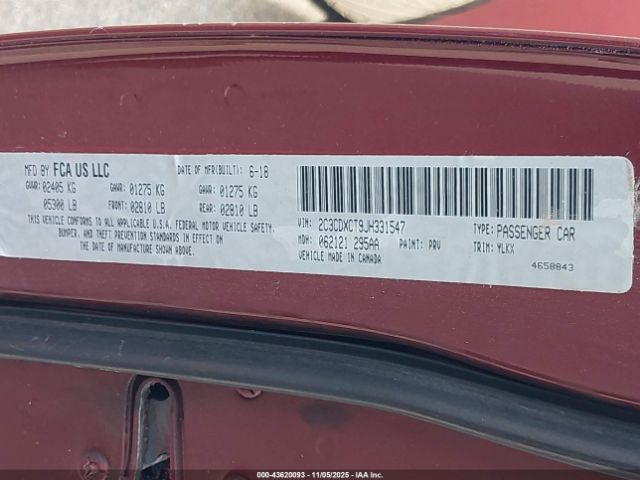 MFD BY FCA US LLC DATE OF MFR(BUILT): 6-18
GVWR: 02405 KG GAWR: 01275 KG GAWR: 01275 KG
05300 LB FRONT: 02810 LB REAR: 02810 LB
THIS VEHICLE CONFORMS TO ALL APPLICABLE U.S.A. FEDERAL MOTOR VEHICLE SAFETY,
BUMPER, AND THEFT PREVENTION STANDARDS IN EFFECT ON
THE DATE OF MANUFACTURE SHOWN ABOVE.
VIN: 2C3CDXCT9JH331547 TYPE: PASSENGER CAR
MDH: 062121 295AA PAINT: PRV TRIM: YLKX
VEHICLE MADE IN CANADA
4658843
000-43620093 - 11/05/2025 - IAA Inc.